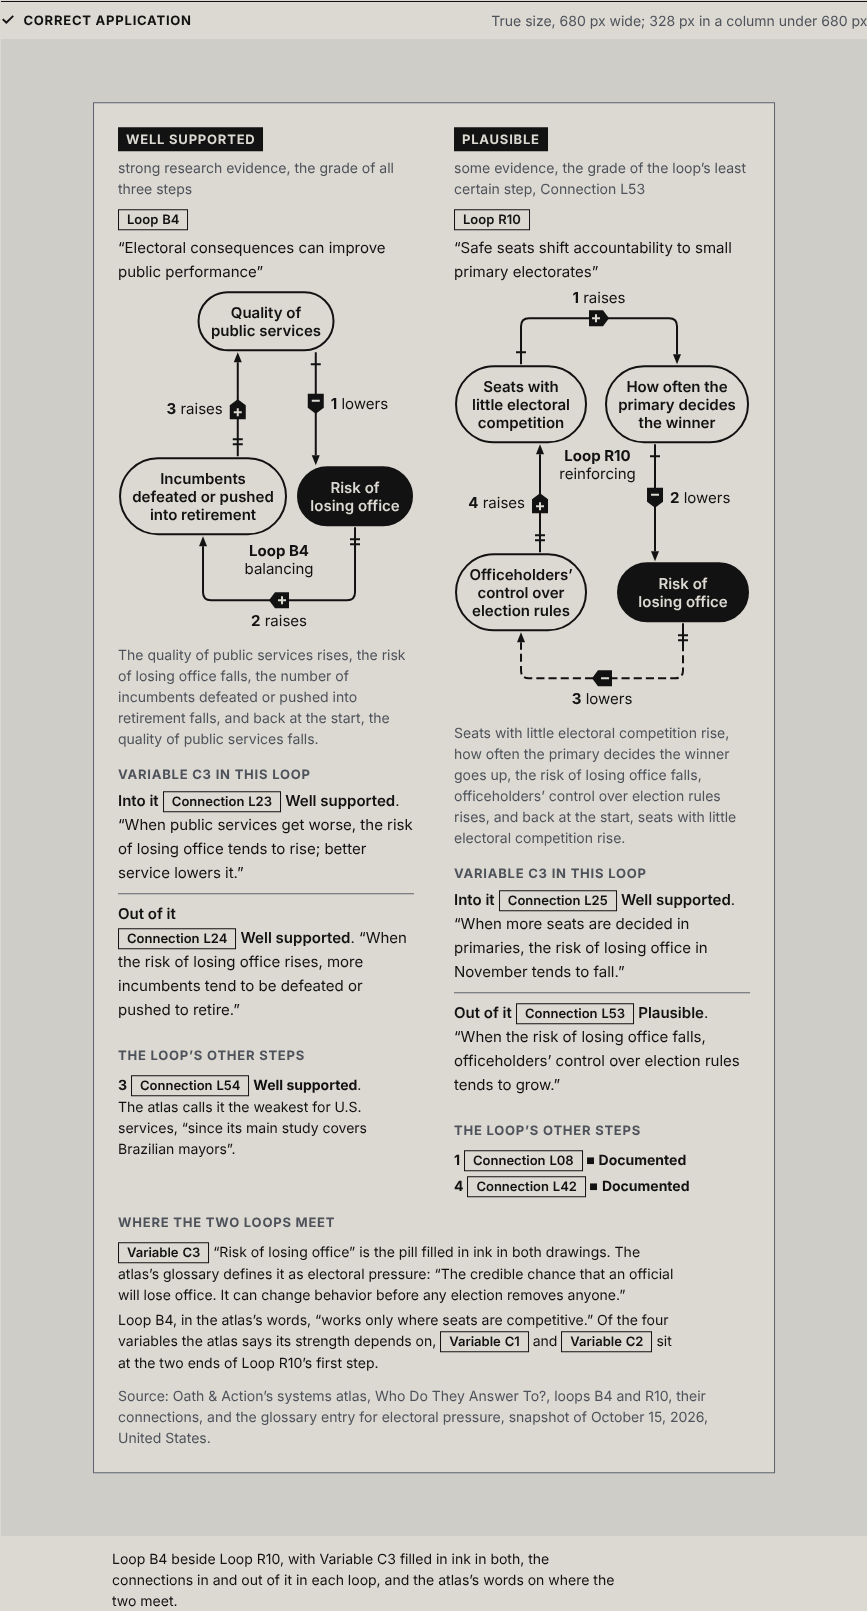 ✓ CORRECT APPLICATION
True size, 680 px wide; 328 px in a column under 680 px
WELL SUPPORTED
strong research evidence, the grade of all
three steps
Loop B4
“Electoral consequences can improve
public performance”
Quality of
public services
3 raises
1 lowers
Incumbents
defeated or pushed
into retirement
Risk of
losing office
Loop B4
balancing
2 raises
The quality of public services rises, the risk
of losing office falls, the number of
incumbents defeated or pushed into
retirement falls, and back at the start, the
quality of public services falls.
VARIABLE C3 IN THIS LOOP
Into it Connection L23 Well supported.
“When public services get worse, the risk
of losing office tends to rise; better
service lowers it.”
Out of it
Connection L24 Well supported. “When
the risk of losing office rises, more
incumbents tend to be defeated or
pushed to retire.”
THE LOOP’S OTHER STEPS
3 Connection L54 Well supported.
The atlas calls it the weakest for U.S.
services, “since its main study covers
Brazilian mayors”.
PLAUSIBLE
some evidence, the grade of the loop’s least
certain step, Connection L53
Loop R10
“Safe seats shift accountability to small
primary electorates”
1 raises
Seats with
little electoral
competition
How often the
primary decides
the winner
Loop R10
reinforcing
4 raises
2 lowers
Officeholders’
control over
election rules
Risk of
losing office
3 lowers
Seats with little electoral competition rise,
how often the primary decides the winner
goes up, the risk of losing office falls,
officeholders’ control over election rules
rises, and back at the start, seats with little
electoral competition rise.
VARIABLE C3 IN THIS LOOP
Into it Connection L25 Well supported.
“When more seats are decided in
primaries, the risk of losing office in
November tends to fall.”
Out of it Connection L53 Plausible.
“When the risk of losing office falls,
officeholders’ control over election rules
tends to grow.”
THE LOOP’S OTHER STEPS
1 Connection L08 ■ Documented
4 Connection L42 ■ Documented
WHERE THE TWO LOOPS MEET
Variable C3 “Risk of losing office” is the pill filled in ink in both drawings. The
atlas’s glossary defines it as electoral pressure: “The credible chance that an official
will lose office. It can change behavior before any election removes anyone.”
Loop B4, in the atlas’s words, “works only where seats are competitive.” Of the four
variables the atlas says its strength depends on, Variable C1 and Variable C2 sit
at the two ends of Loop R10’s first step.
Source: Oath & Action’s systems atlas, Who Do They Answer To?, loops B4 and R10, their
connections, and the glossary entry for electoral pressure, snapshot of October 15, 2026,
United States.
Loop B4 beside Loop R10, with Variable C3 filled in ink in both, the
connections in and out of it in each loop, and the atlas’s words on where the
two meet.